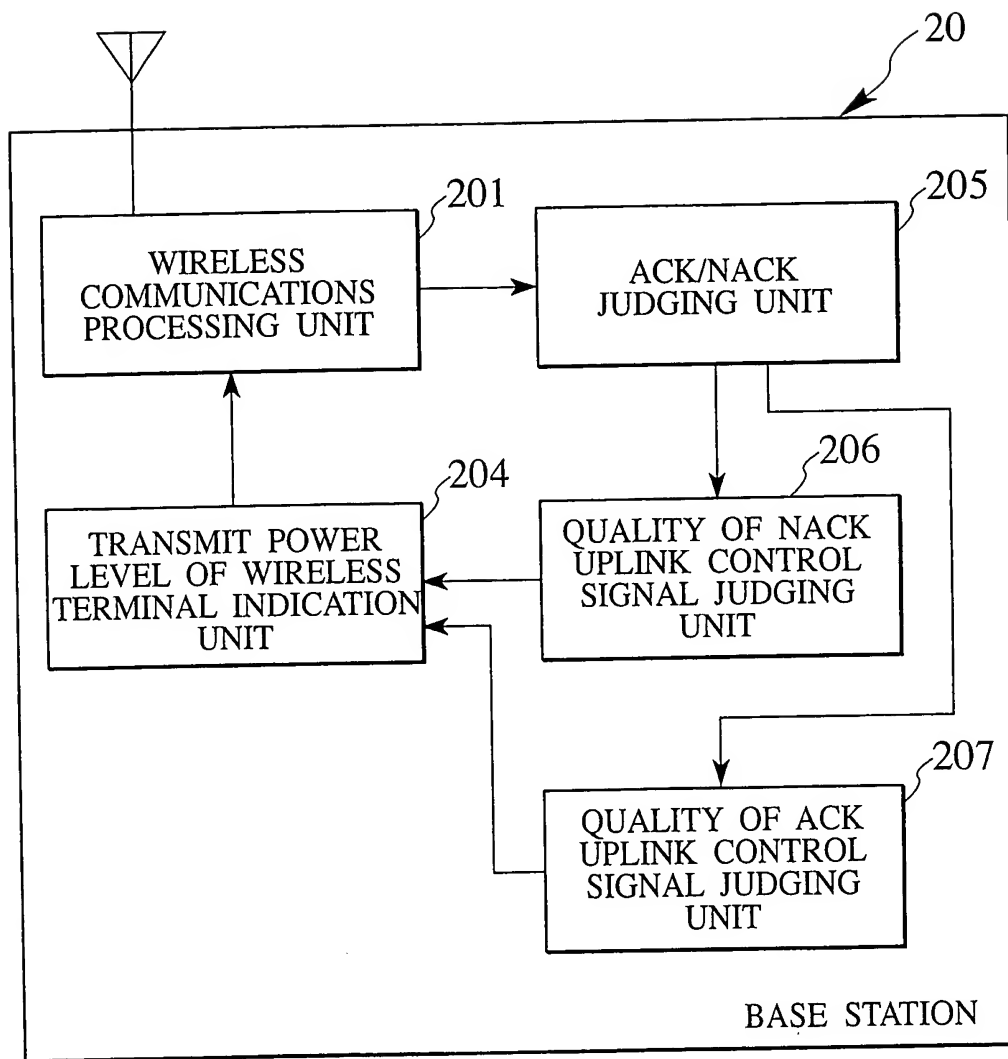 20
201
WIRELESS
COMMUNICATIONS
PROCESSING UNIT
205
ACK/NACK
JUDGING UNIT
204
TRANSMIT POWER
LEVEL OF WIRELESS
TERMINAL INDICATION
UNIT
206
QUALITY OF NACK
UPLINK CONTROL
SIGNAL JUDGING
UNIT
207
QUALITY OF ACK
UPLINK CONTROL
SIGNAL JUDGING
UNIT
BASE STATION